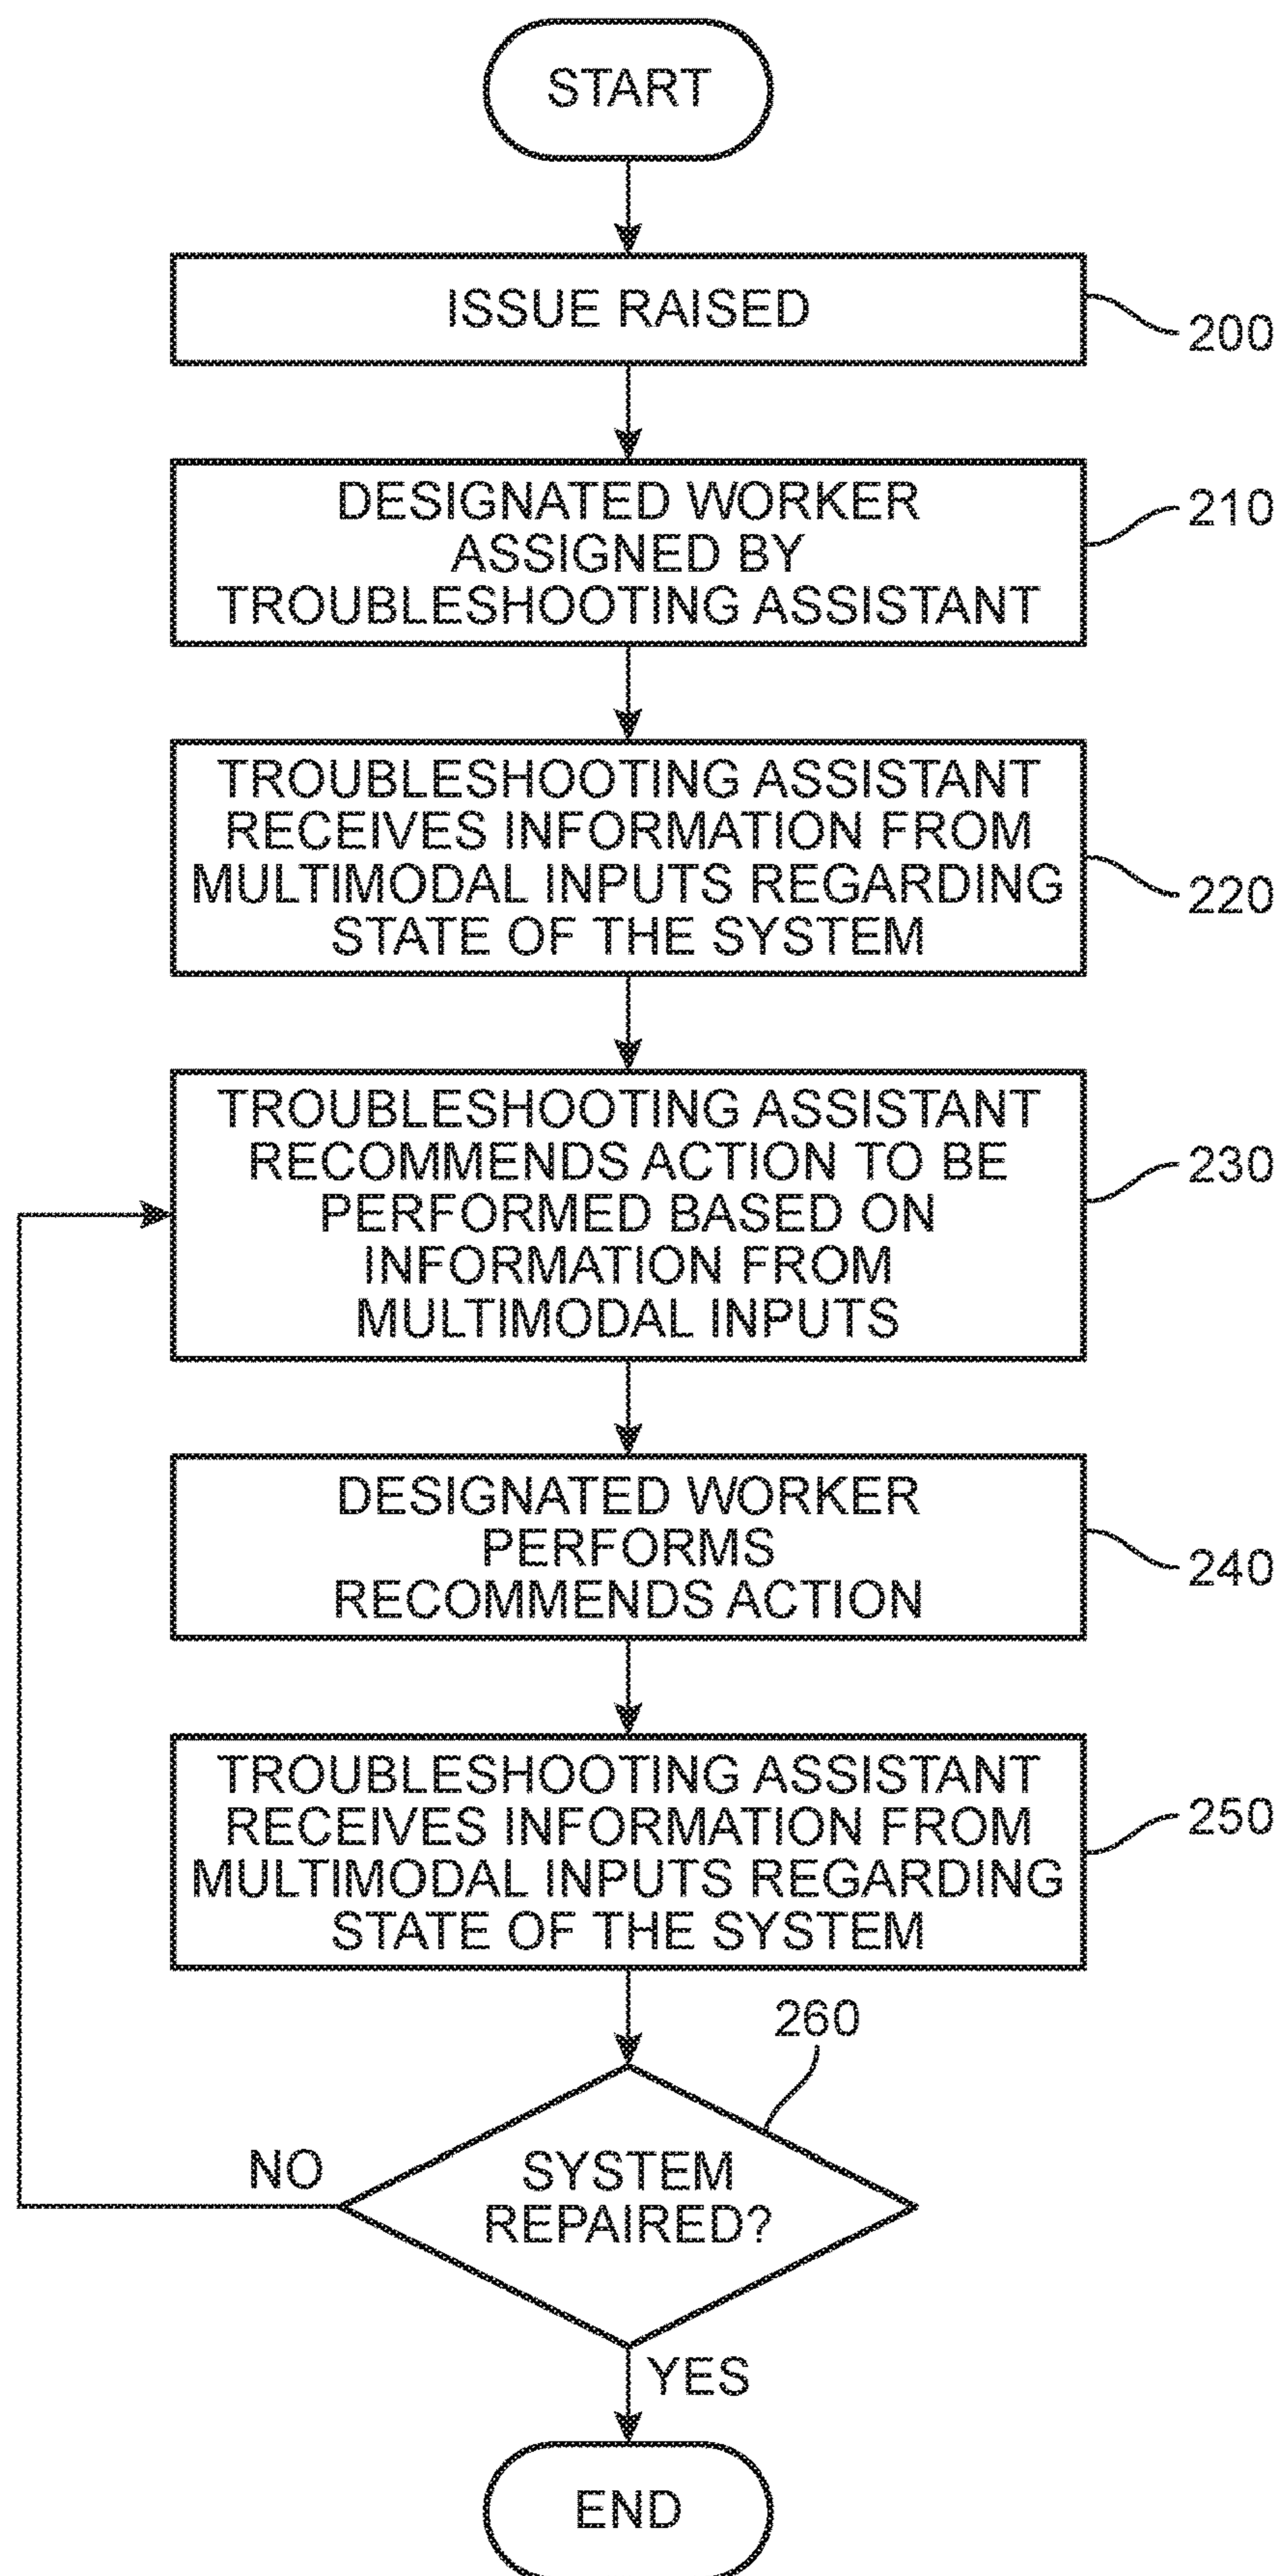 START
ISSUE RAISED
200
DESIGNATED WORKER
ASSIGNED BY
TROUBLESHOOTING ASSISTANT
210
TROUBLESHOOTING ASSISTANT
RECEIVES INFORMATION FROM
MULTIMODAL INPUTS REGARDING
STATE OF THE SYSTEM
220
TROUBLESHOOTING ASSISTANT
RECOMMENDS ACTION TO BE
PERFORMED BASED ON
INFORMATION FROM
MULTIMODAL INPUTS
230
DESIGNATED WORKER
PERFORMS
RECOMMENDS ACTION
240
TROUBLESHOOTING ASSISTANT
RECEIVES INFORMATION FROM
MULTIMODAL INPUTS REGARDING
STATE OF THE SYSTEM
250
260
SYSTEM
REPAIRED?
NO
YES
END